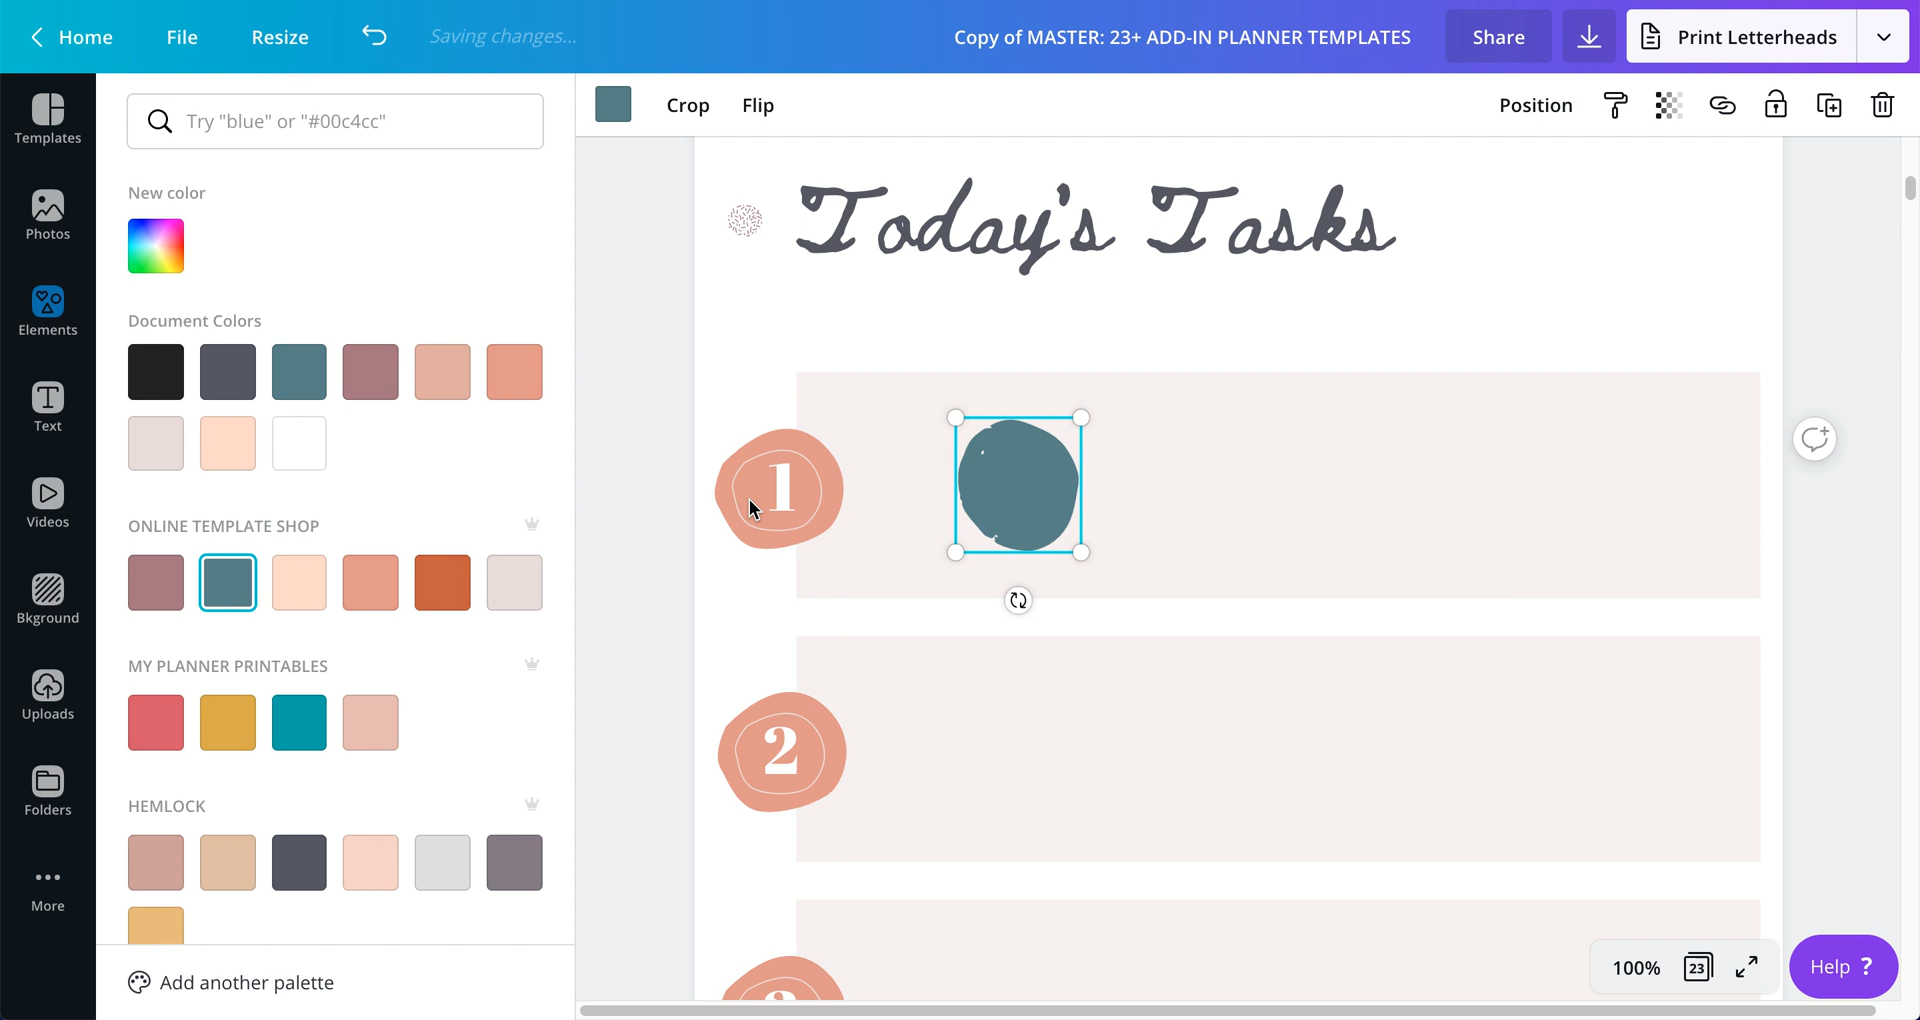 Home File Resize Saving changes... Copy of MASTER: 23+ ADD-IN PLANNER TEMPLATES Share Print Letterheads
Templates
Photos
Elements
Text
Videos
Bkground
Uploads
Folders
More
Try "blue" or "#00c4cc"
New color
Document Colors
ONLINE TEMPLATE SHOP
MY PLANNER PRINTABLES
HEMLOCK
Add another palette
Crop Flip Position
Today's Tasks
1
2
100% 23 Help ?